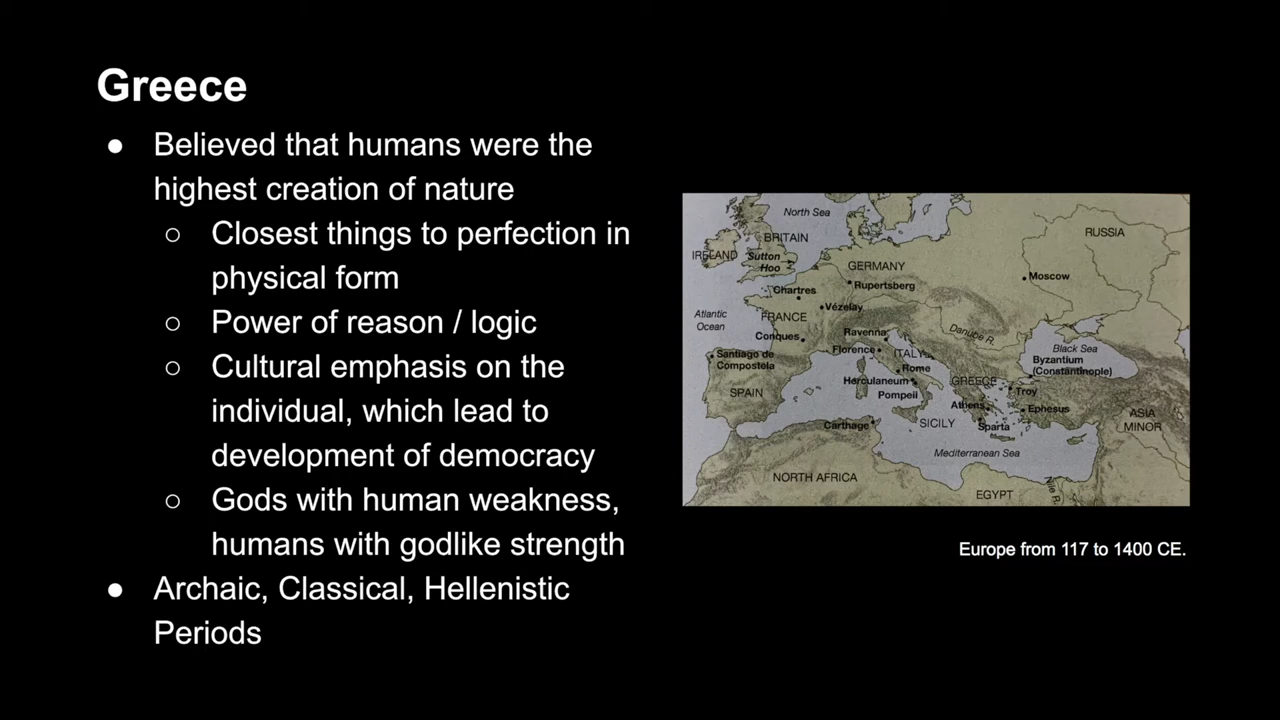 Greece
● Believed that humans were the
highest creation of nature
○ Closest things to perfection in
physical form
○ Power of reason / logic
○ Cultural emphasis on the
individual, which lead to
development of democracy
○ Gods with human weakness,
humans with godlike strength
● Archaic, Classical, Hellenistic
Periods
North Sea
BRITAIN
IRELAND
Sutton
Hoo
RUSSIA
GERMANY
Moscow
Rupertsberg
Chartres
Vézelay
Atlantic
Ocean
FRANCE
Conques
Ravenna
Danube R.
Florence
ITALY
Black Sea
Santiago de
Compostela
Byzantium
(Constantinople)
Rome
SPAIN
Herculaneum
GREECE
Troy
Pompeii
Athens
Ephesus
Carthage
SICILY
Sparta
ASIA
MINOR
Mediterranean Sea
NORTH AFRICA
EGYPT
Nile R.
Europe from 117 to 1400 CE.